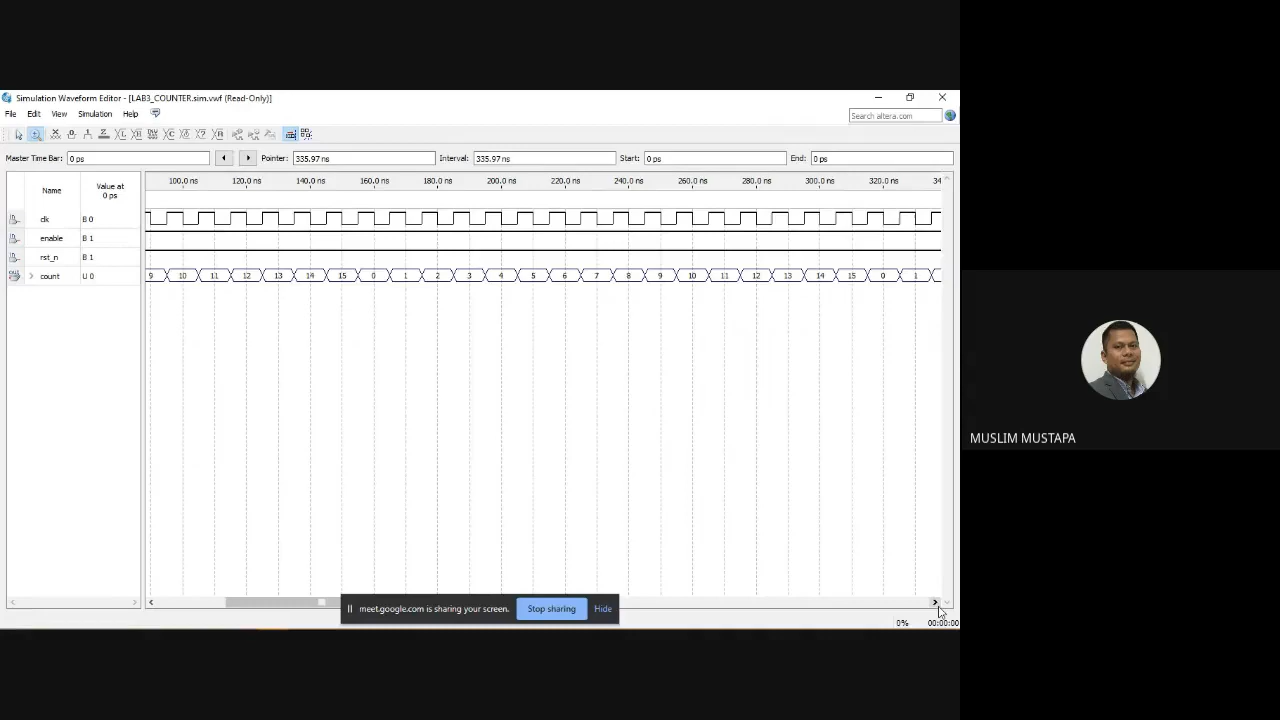 Simulation Waveform Editor - [LAB3_COUNTER.sim.vwf (Read-Only)]
File Edit View Simulation Help
Search altera.com
Master Time Bar: 0 ps Pointer: 335.97 ns Interval: 335.97 ns Start: 0 ps End: 0 ps
Name Value at 0 ps 100.0 ns 120.0 ns 140.0 ns 160.0 ns 180.0 ns 200.0 ns 220.0 ns 240.0 ns 260.0 ns 280.0 ns 300.0 ns 320.0 ns 34
clk B 0
enable B 1
rst_n B 1
count U 0 9 10 11 12 13 14 15 0 1 2 3 4 5 6 7 8 9 10 11 12 13 14 15 0 1
MUSLIM MUSTAPA
meet.google.com is sharing your screen. Stop sharing Hide
0% 00:00:00